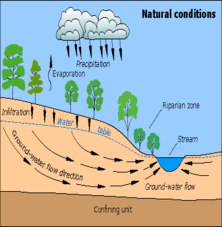 Natural conditions
Precipitation
Evaporation
Riparian zone
Infiltration
Water
table
Stream
Ground-water flow direction
Ground-water flow
Confining unit